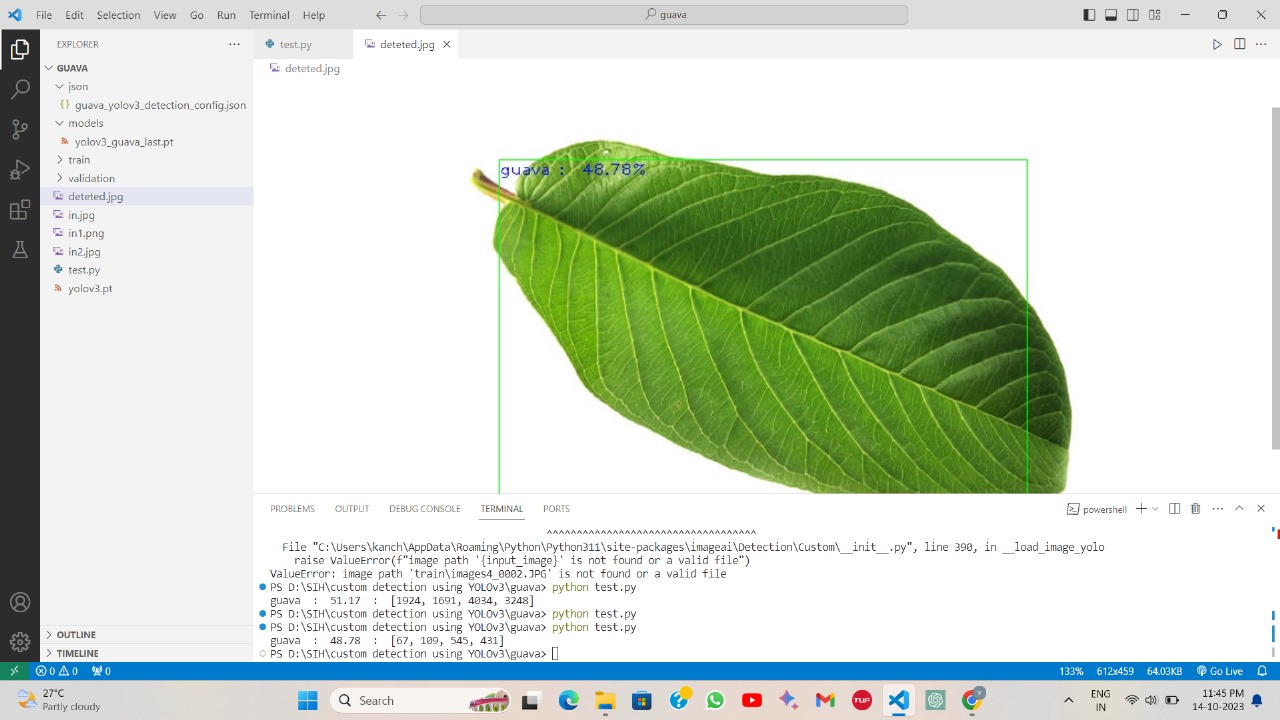 File Edit Selection View Go Run Terminal Help
guava
EXPLORER
test.py
deteted.jpg
deteted.jpg
GUAVA
json
{} guava_yolov3_detection_config.json
models
yolov3_guava_last.pt
train
validation
deteted.jpg
in.jpg
in1.png
in2.jpg
test.py
yolov3.pt
guava : 48.78%
PROBLEMS OUTPUT DEBUG CONSOLE TERMINAL PORTS
powershell
^^^^^^^^^^^^^^^^^^^^^^^^^^^^^^^^^^^
File "C:\Users\kanch\AppData\Roaming\Python\Python311\site-packages\imageai\Detection\Custom\__init__.py", line 390, in __load_image_yolo
raise ValueError(f"image path '{input_image}' is not found or a valid file")
ValueError: image path 'train\images4_0002.JPG' is not found or a valid file
PS D:\SIH\custom detection using YOLOv3\guava> python test.py
guava : 51.17 : [1924, 1691, 4034, 3248]
PS D:\SIH\custom detection using YOLOv3\guava> python test.py
PS D:\SIH\custom detection using YOLOv3\guava> python test.py
guava : 48.78 : [67, 109, 545, 431]
PS D:\SIH\custom detection using YOLOv3\guava>
OUTLINE
TIMELINE
0 0 0
133% 612x459 64.03KB Go Live
27°C
Partly cloudy
Search
TUF
ENG
IN
11:45 PM
14-10-2023